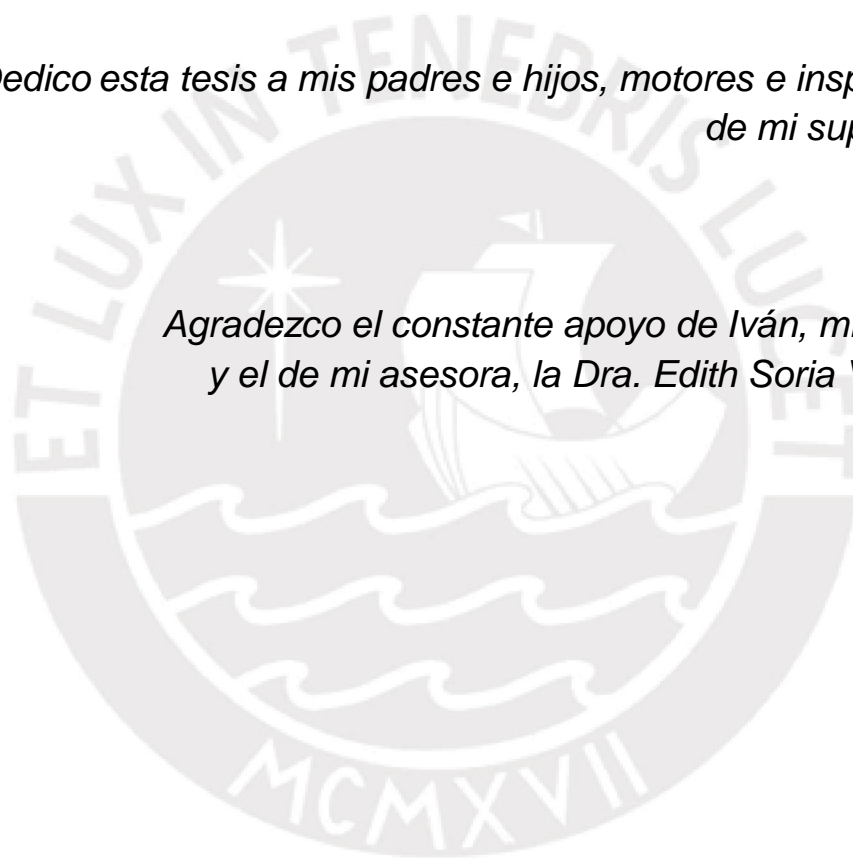 Dedico esta tesis a mis padres e hijos, motores e insp
de mi sup
Agradezco el constante apoyo de Iván, mi
y el de mi asesora, la Dra. Edith Soria V
ET LUX IN TENEBRIS LUCET
MCMXVII